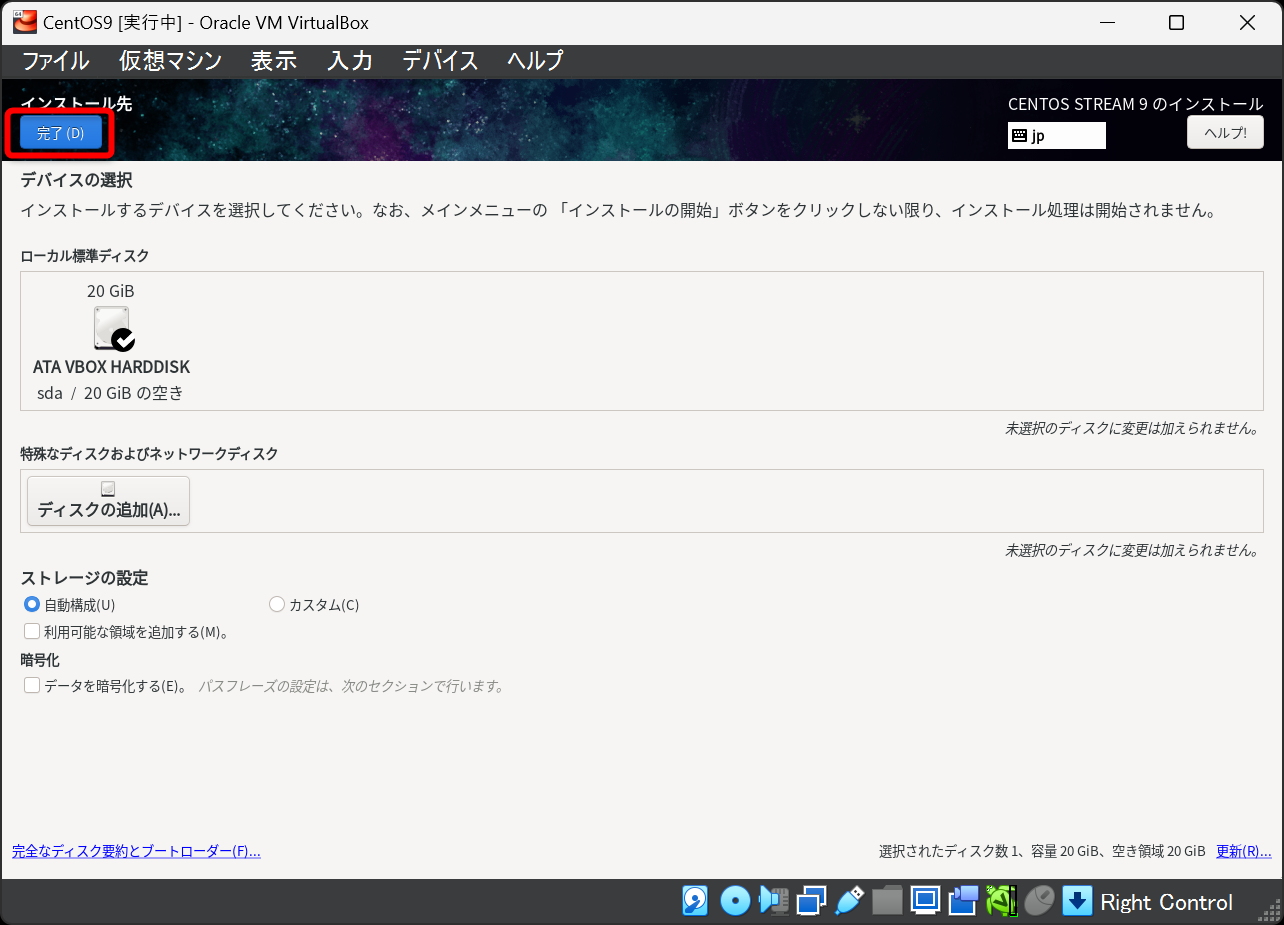 CentOS9 [実行中] - Oracle VM VirtualBox
ファイル 仮想マシン 表示 入力 デバイス ヘルプ
インストール先
CENTOS STREAM 9 のインストール
完了(D)
jp
ヘルプ!
デバイスの選択
インストールするデバイスを選択してください。なお、メインメニューの 「インストールの開始」ボタンをクリックしない限り、インストール処理は開始されません。
ローカル標準ディスク
20 GiB
ATA VBOX HARDDISK
sda / 20 GiB の空き
未選択のディスクに変更は加えられません。
特殊なディスクおよびネットワークディスク
ディスクの追加(A)...
未選択のディスクに変更は加えられません。
ストレージの設定
自動構成(U) カスタム(C)
利用可能な領域を追加する(M)。
暗号化
データを暗号化する(E)。 パスフレーズの設定は、次のセクションで行います。
完全なディスク要約とブートローダー(F)... 選択されたディスク数 1、容量 20 GiB、空き領域 20 GiB 更新(R)...
Right Control